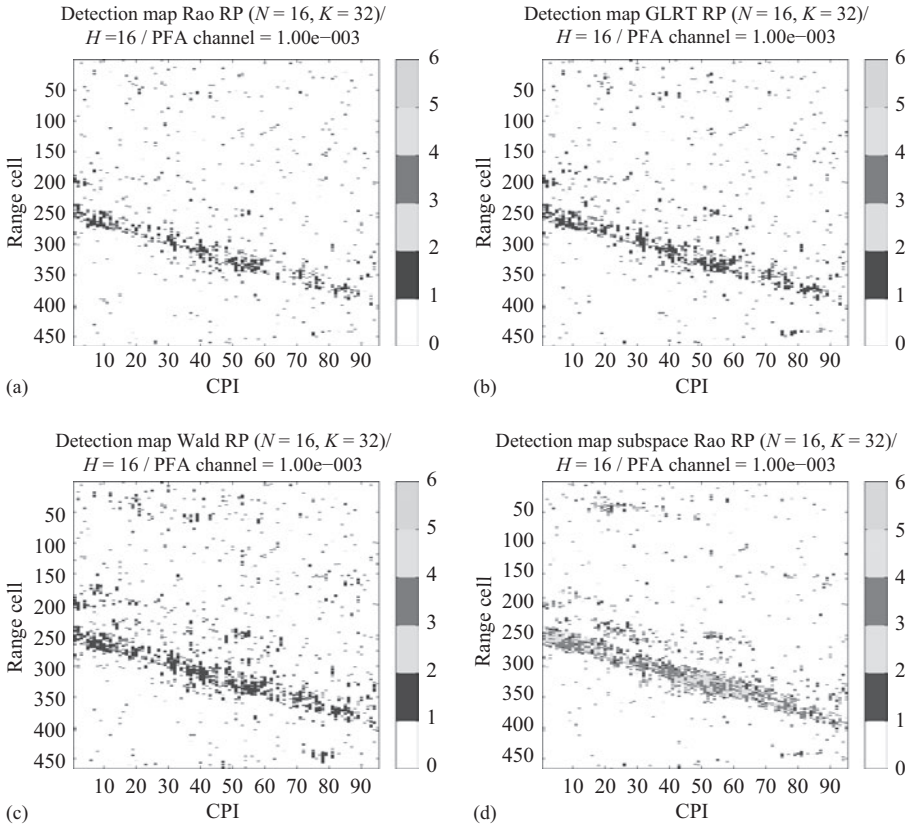 Detection map Rao RP (N = 16, K = 32)/
H =16 / PFA channel = 1.00e−003
Range cell
50
100
150
200
250
300
350
400
450
10 20 30 40 50 60 70 80 90
CPI
6
5
4
3
2
1
0
(a)
Detection map GLRT RP (N = 16, K = 32)/
H = 16 / PFA channel = 1.00e−003
Range cell
50
100
150
200
250
300
350
400
450
10 20 30 40 50 60 70 80 90
CPI
6
5
4
3
2
1
0
(b)
Detection map Wald RP (N = 16, K = 32)/
H = 16 / PFA channel = 1.00e−003
Range cell
50
100
150
200
250
300
350
400
450
10 20 30 40 50 60 70 80 90
CPI
6
5
4
3
2
1
0
(c)
Detection map subspace Rao RP (N = 16, K = 32)/
H = 16 / PFA channel = 1.00e−003
Range cell
50
100
150
200
250
300
350
400
450
10 20 30 40 50 60 70 80 90
CPI
6
5
4
3
2
1
0
(d)